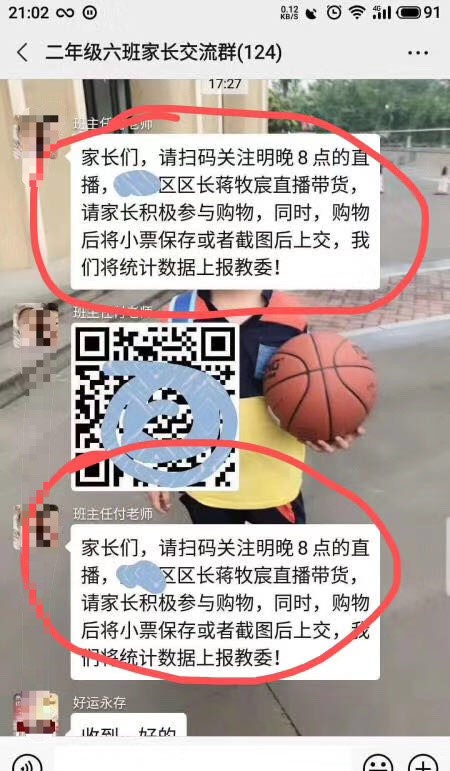 21:02
0.12
KB/S
4G
91
二年级六班家长交流群(124)
17:27
班主任付老师
家长们，请扫码关注明晚8点的直
播，区区长蒋牧宸直播带货，
请家长积极参与购物，同时，购物
后将小票保存或者截图后上交，我
们将统计数据上报教委！
班主任付老师
班主任付老师
家长们，请扫码关注明晚8点的直
播，区区长蒋牧宸直播带货，
请家长积极参与购物，同时，购物
后将小票保存或者截图后上交，我
们将统计数据上报教委！
好运永存
收到，好的